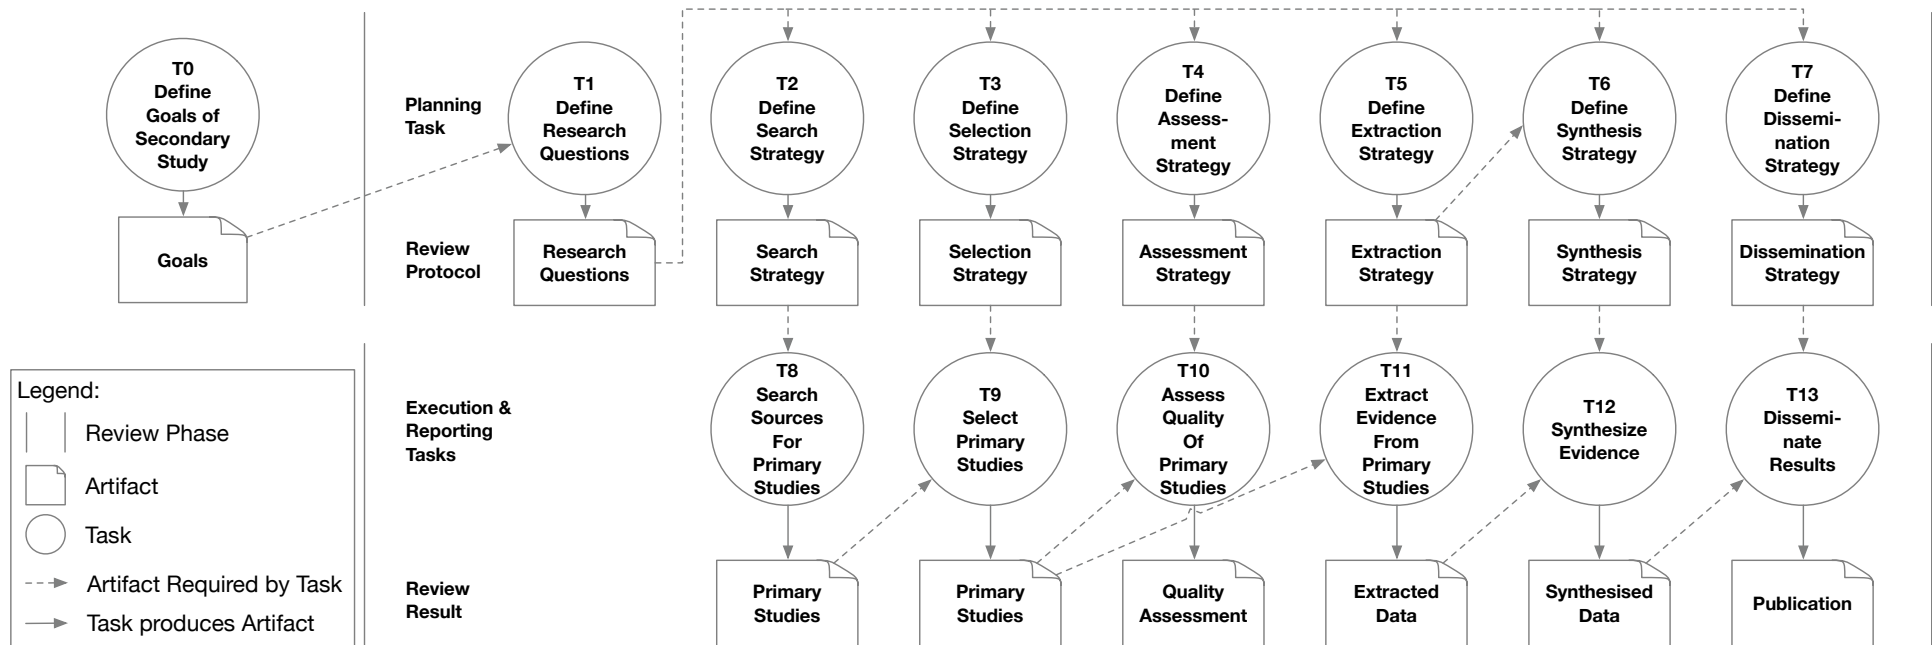 T0
Define
Goals of
Secondary
Study
Goals
Planning
Task
T1
Define
Research
Questions
T2
Define
Search
Strategy
T3
Define
Selection
Strategy
T4
Define
Assess-
ment
Strategy
T5
Define
Extraction
Strategy
T6
Define
Synthesis
Strategy
T7
Define
Dissemi-
nation
Strategy
Review
Protocol
Research
Questions
Search
Strategy
Selection
Strategy
Assessment
Strategy
Extraction
Strategy
Synthesis
Strategy
Dissemination
Strategy
Legend:
Review Phase
Artifact
Task
Artifact Required by Task
Task produces Artifact
Execution &
Reporting
Tasks
T8
Search
Sources
For
Primary
Studies
T9
Select
Primary
Studies
T10
Assess
Quality
Of
Primary
Studies
T11
Extract
Evidence
From
Primary
Studies
T12
Synthesize
Evidence
T13
Dissemi-
nate
Results
Review
Result
Primary
Studies
Primary
Studies
Quality
Assessment
Extracted
Data
Synthesised
Data
Publication